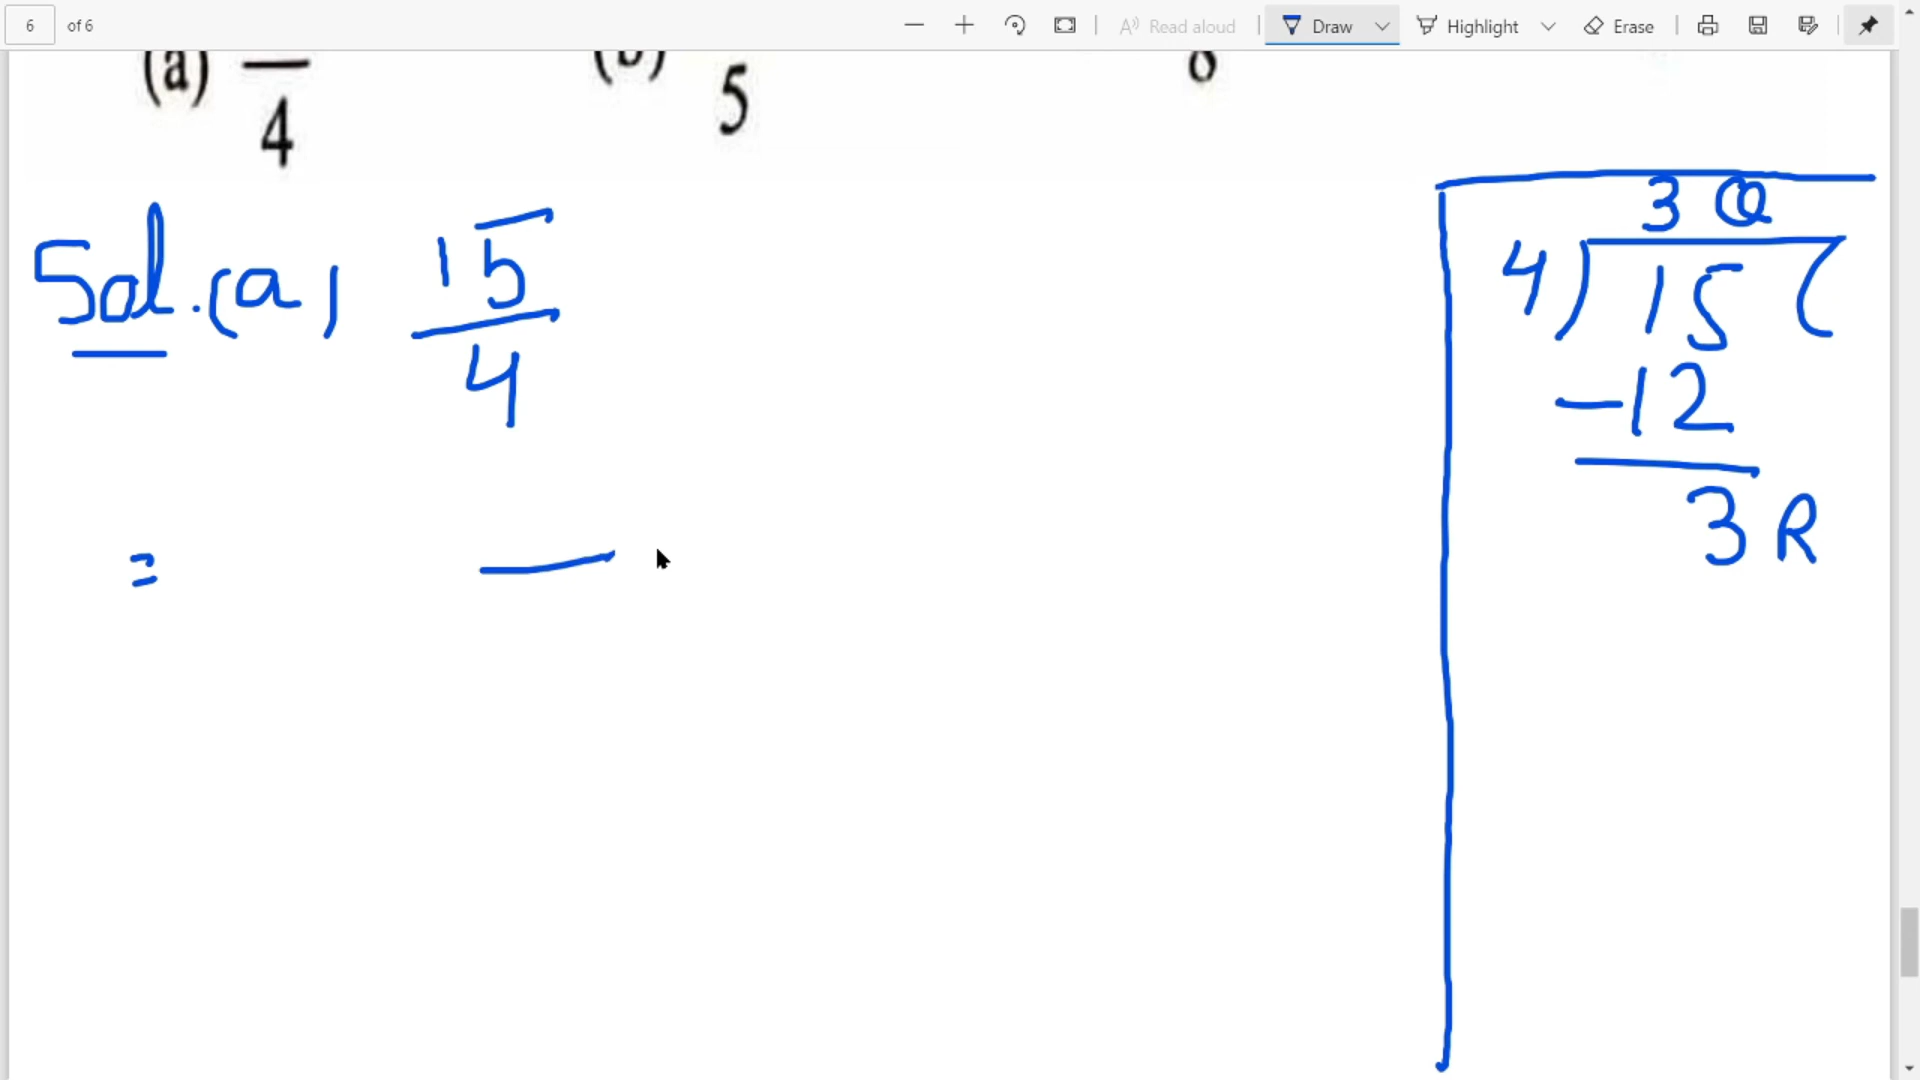 6 of 6 Read aloud Draw Highlight Erase
(a) —/4 5
Sol. (a) 15/4
3 Q
4)15(
-12
3 R
= —